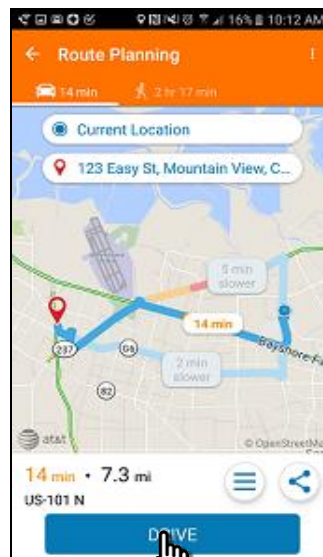 16% 10:12 AM
Route Planning
14 min
2 hr 17 min
Current Location
123 Easy St, Mountain View, C...
5 min
slower
14 min
237
G6
2 min
slower
Bayshore
82
at&t
© OpenStreetMa
14 min • 7.3 mi
US-101 N
DRIVE